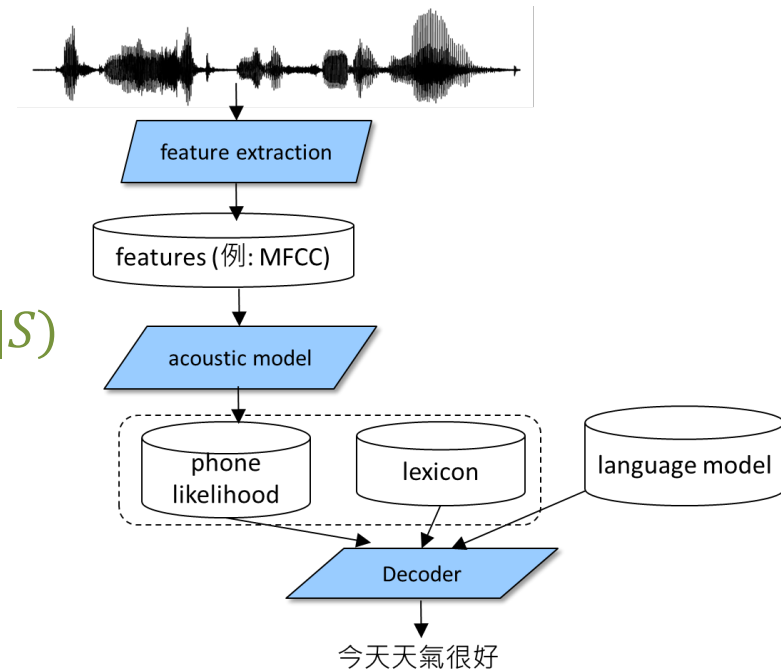 feature extraction
features (例: MFCC)
|S)
acoustic model
phone
likelihood
lexicon
language model
Decoder
今天天氣很好